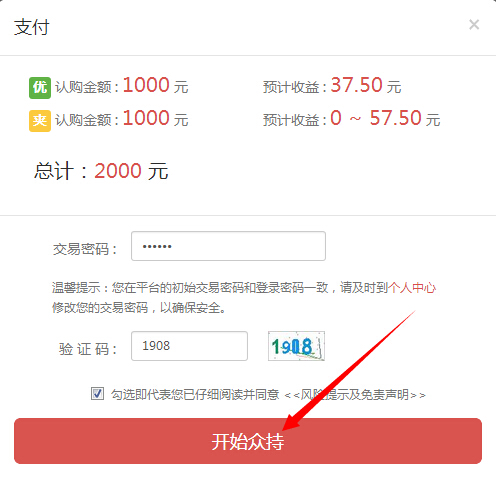 支付 ×
优 认购金额 : 1000 元 预计收益 : 37.50 元
夹 认购金额 : 1000 元 预计收益 : 0 ~ 57.50 元
总计：2000 元
交易密码 : ••••••
温馨提示：您在平台的初始交易密码和登录密码一致，请及时到个人中心
修改您的交易密码，以确保安全。
验 证 码 : 1908 1908
勾选即代表您已仔细阅读并同意 <<风险提示及免责声明>>
开始众持